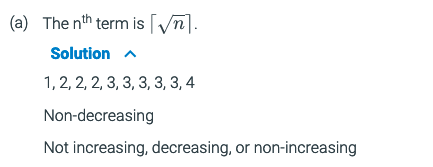 (a) The nth term is ⌈√n⌉.
Solution
1, 2, 2, 2, 3, 3, 3, 3, 3, 4
Non-decreasing
Not increasing, decreasing, or non-increasing